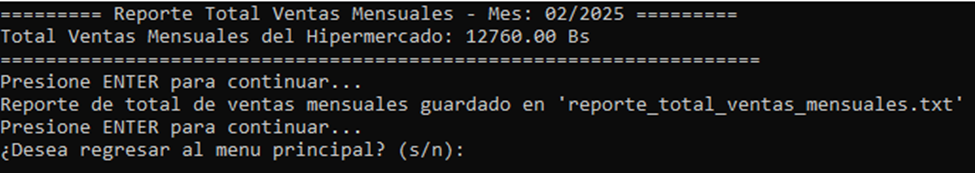 ========= Reporte Total Ventas Mensuales - Mes: 02/2025 =========
Total Ventas Mensuales del Hipermercado: 12760.00 Bs
===================================================================
Presione ENTER para continuar...
Reporte de total de ventas mensuales guardado en 'reporte_total_ventas_mensuales.txt'
Presione ENTER para continuar...
¿Desea regresar al menu principal? (s/n):